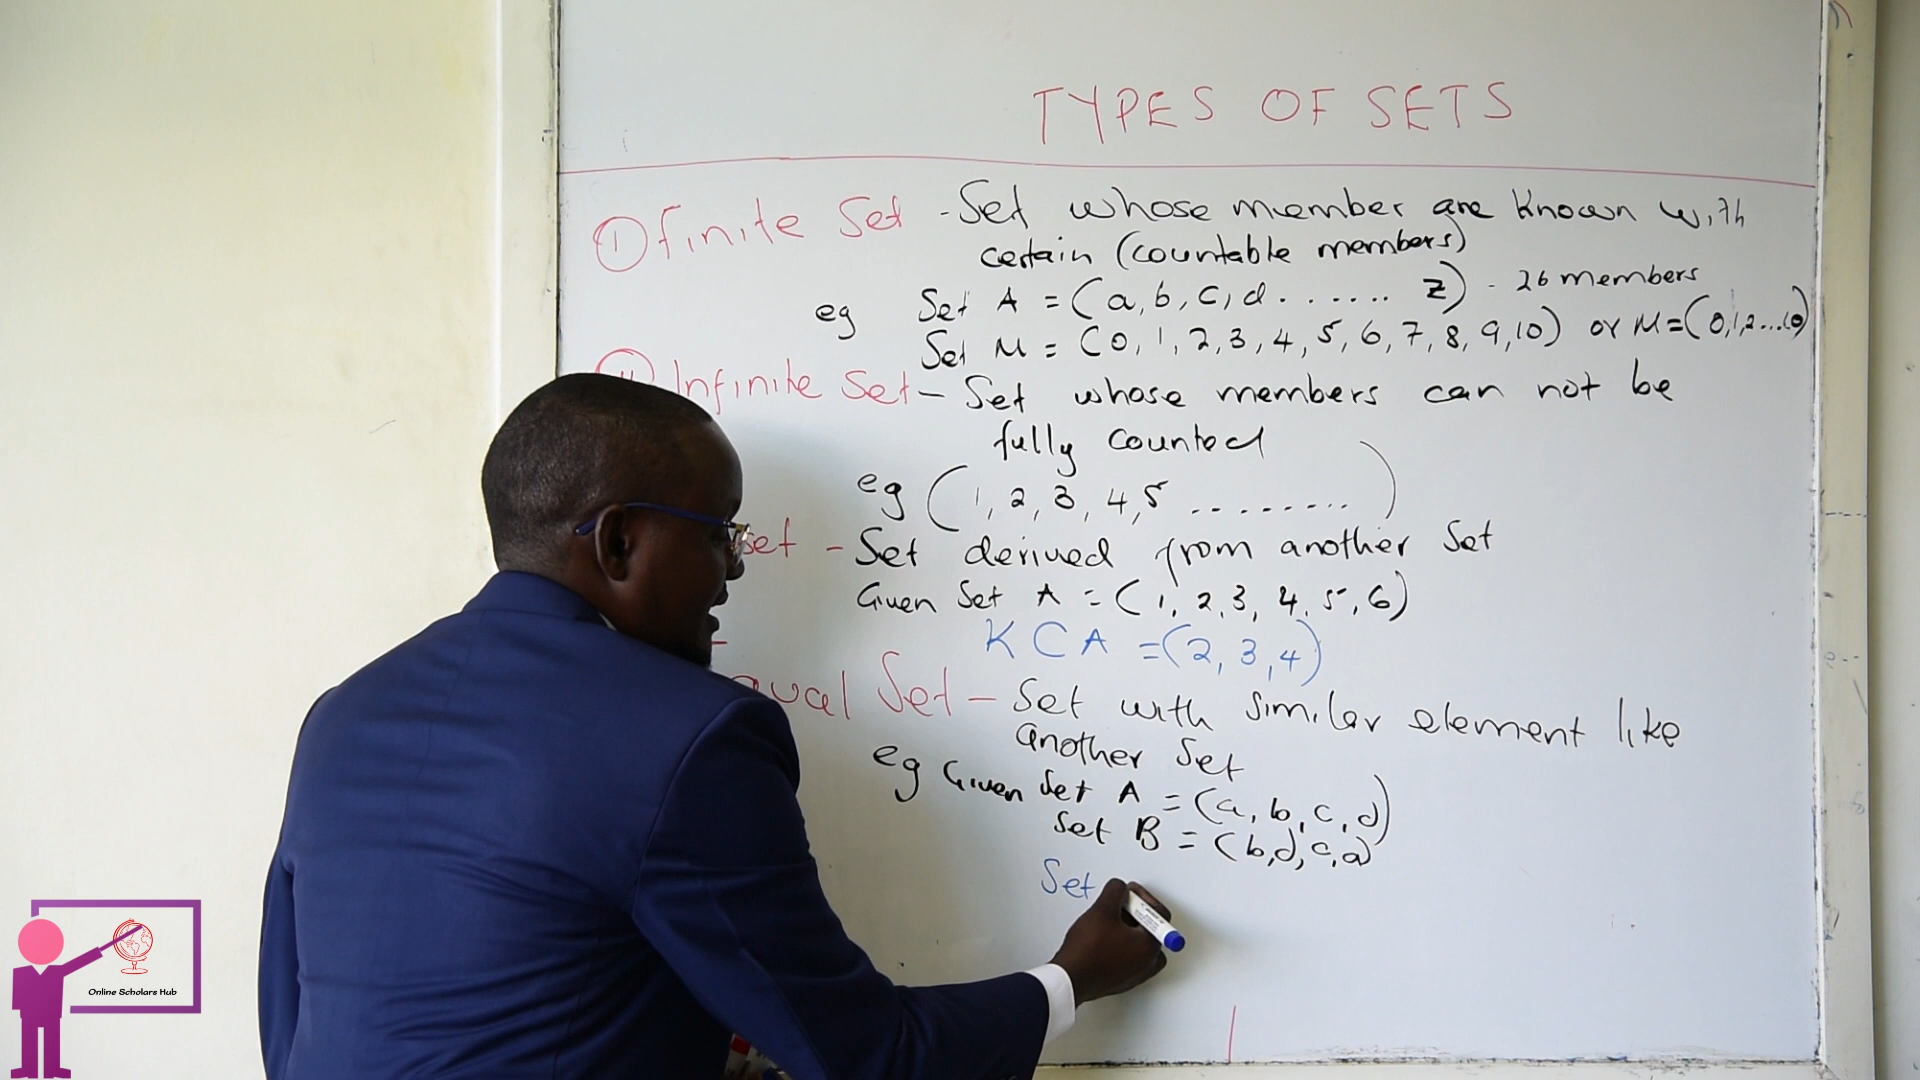 TYPES OF SETS
I finite Set - Set whose member are known with
certain (countable members)
eg Set A = (a, b, c, d ....... z) - 26 members
Set M = (0, 1, 2, 3, 4, 5, 6, 7, 8, 9, 10) or M = (0,1,2...10)
Infinite Set - Set whose members can not be
fully counted
eg (1, 2, 3, 4, 5 .........)
set - Set derived from another Set
Given Set A = (1, 2, 3, 4, 5, 6)
K C A = (2, 3, 4)
qual Set - Set with similar element like
another Set
eg Given Set A = (a, b, c, d)
Set B = (b, d, c, a)
Set
Online Scholars Hub